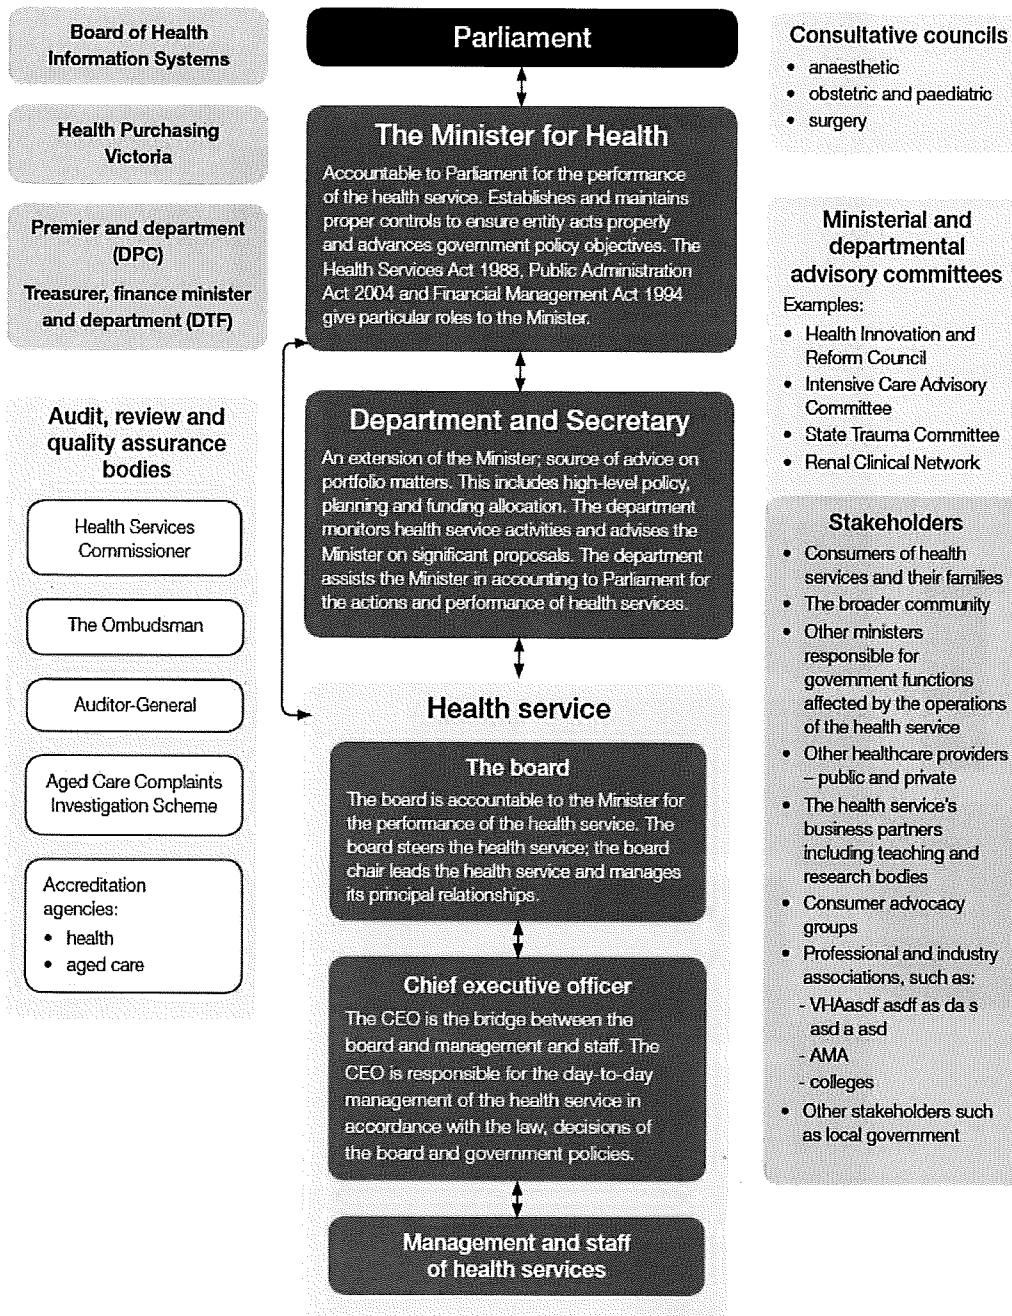 Board of Health
Information Systems
Health Purchasing
Victoria
Premier and department
(DPC)
Treasurer, finance minister
and department (DTF)
Audit, review and
quality assurance
bodies
Health Services
Commissioner
The Ombudsman
Auditor-General
Aged Care Complaints
Investigation Scheme
Accreditation
agencies:
• health
• aged care
Parliament
The Minister for Health
Accountable to Parliament for the performance
of the health service. Establishes and maintains
proper controls to ensure entity acts properly
and advances government policy objectives. The
Health Services Act 1988, Public Administration
Act 2004 and Financial Management Act 1994
give particular roles to the Minister.
Department and Secretary
An extension of the Minister; source of advice on
portfolio matters. This includes high-level policy,
planning and funding allocation. The department
monitors health service activities and advises the
Minister on significant proposals. The department
assists the Minister in accounting to Parliament for
the actions and performance of health services.
Health service
The board
The board is accountable to the Minister for
the performance of the health service. The
board steers the health service; the board
chair leads the health service and manages
its principal relationships.
Chief executive officer
The CEO is the bridge between the
board and management and staff. The
CEO is responsible for the day-to-day
management of the health service in
accordance with the law, decisions of
the board and government policies.
Management and staff
of health services
Consultative councils
• anaesthetic
• obstetric and paediatric
• surgery
Ministerial and
departmental
advisory committees
Examples:
• Health Innovation and
Reform Council
• Intensive Care Advisory
Committee
• State Trauma Committee
• Renal Clinical Network
Stakeholders
• Consumers of health
services and their families
• The broader community
• Other ministers
responsible for
government functions
affected by the operations
of the health service
• Other healthcare providers
– public and private
• The health service's
business partners
including teaching and
research bodies
• Consumer advocacy
groups
• Professional and industry
associations, such as:
- VHAasdf asdf as da s
asd a asd
- AMA
- colleges
• Other stakeholders such
as local government